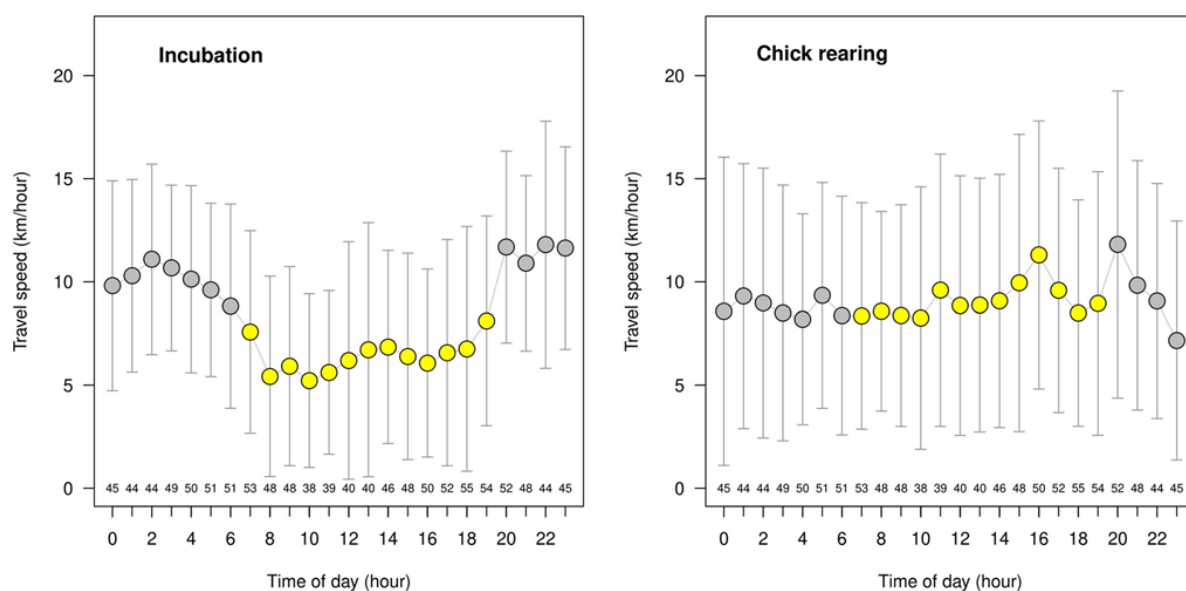 Incubation
Travel speed (km/hour)
20
15
10
5
0
45 44 44 49 50 51 51 53 48 48 38 39 40 40 46 48 50 52 55 54 52 48 44 45
0 2 4 6 8 10 12 14 16 18 20 22
Time of day (hour)
Chick rearing
Travel speed (km/hour)
20
15
10
5
0
45 44 44 49 50 51 51 53 48 48 38 39 40 40 46 48 50 52 55 54 52 48 44 45
0 2 4 6 8 10 12 14 16 18 20 22
Time of day (hour)